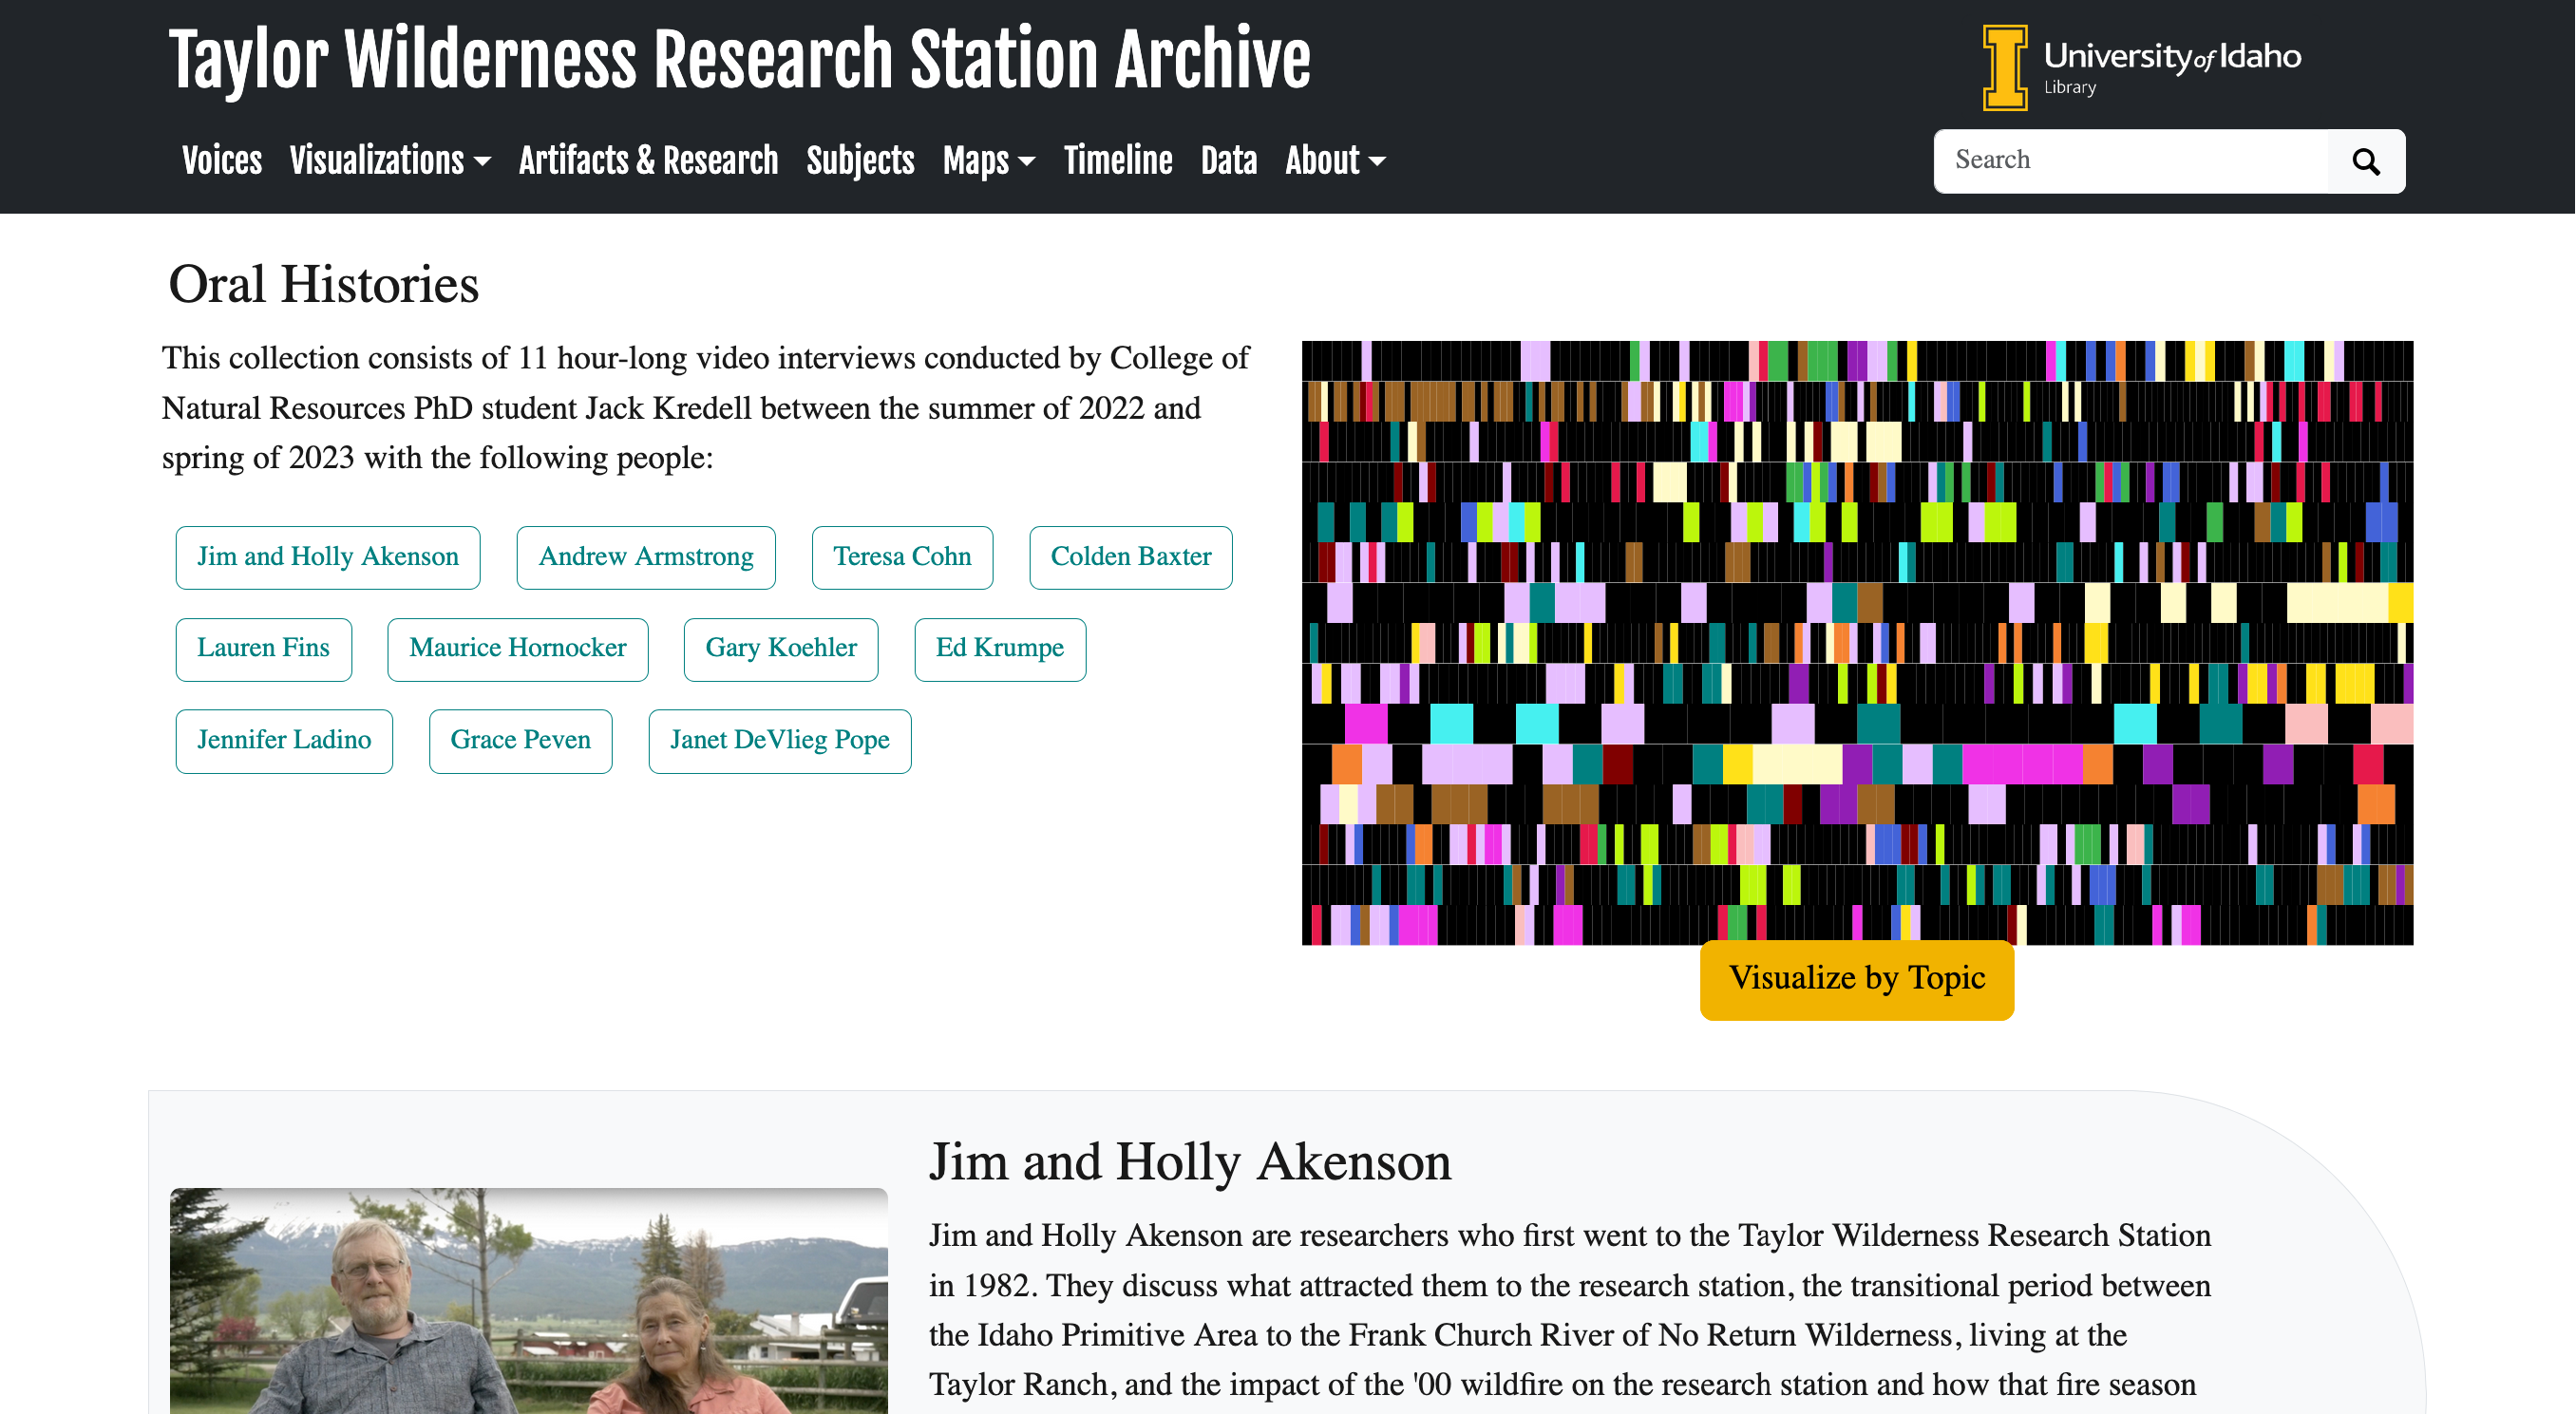 Taylor Wilderness Research Station Archive
University of Idaho
Library
Voices Visualizations Artifacts & Research Subjects Maps Timeline Data About
Search
Oral Histories
This collection consists of 11 hour-long video interviews conducted by College of
Natural Resources PhD student Jack Kredell between the summer of 2022 and
spring of 2023 with the following people:
Jim and Holly Akenson Andrew Armstrong Teresa Cohn Colden Baxter
Lauren Fins Maurice Hornocker Gary Koehler Ed Krumpe
Jennifer Ladino Grace Peven Janet DeVlieg Pope
Visualize by Topic
Jim and Holly Akenson
Jim and Holly Akenson are researchers who first went to the Taylor Wilderness Research Station
in 1982. They discuss what attracted them to the research station, the transitional period between
the Idaho Primitive Area to the Frank Church River of No Return Wilderness, living at the
Taylor Ranch, and the impact of the '00 wildfire on the research station and how that fire season